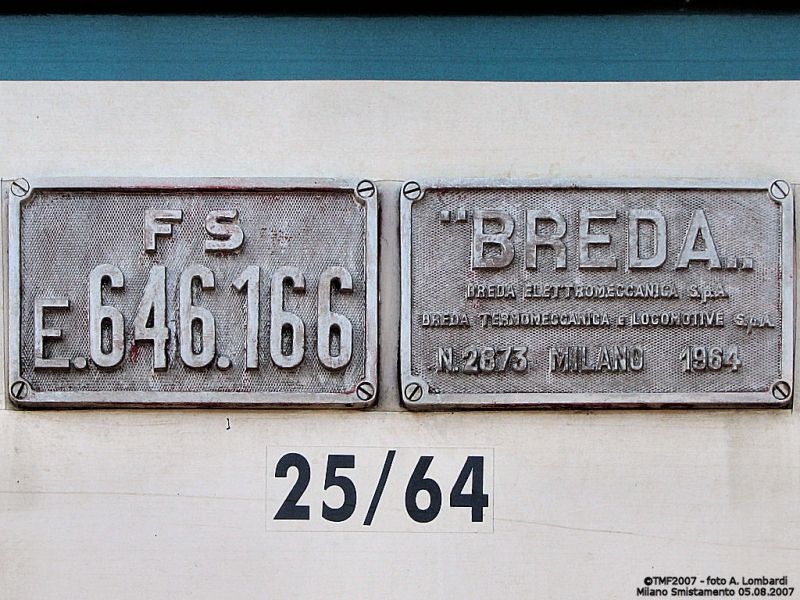 F S
E.646.166
"BREDA„
BREDA ELETTROMECCANICA S.p.A.
BREDA TERMOMECCANICA E LOCOMOTIVE S.p.A.
N. 2873 MILANO 1964
25/64
©TMF2007 - foto A. Lombardi
Milano Smistamento 05.08.2007